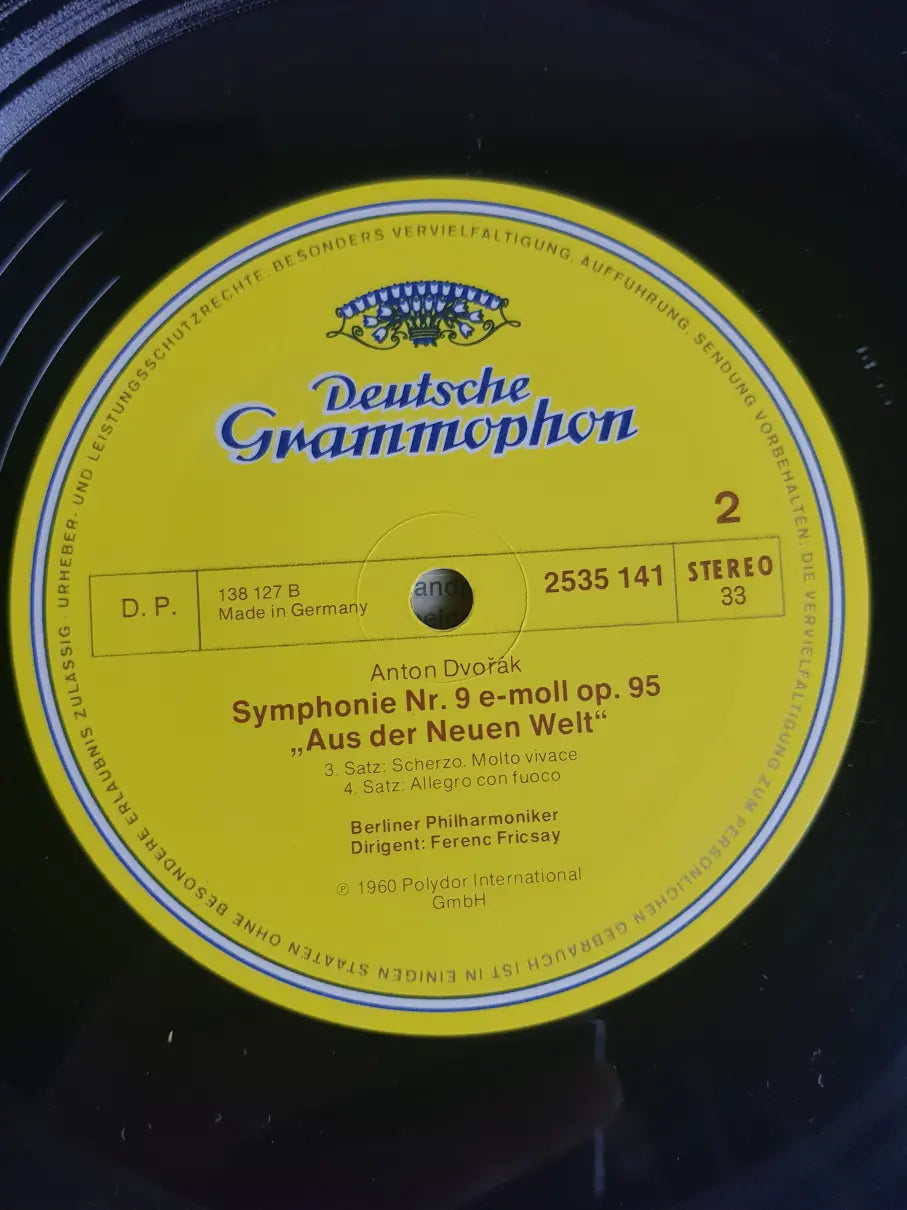 URHEBER- UND LEISTUNGSSCHUTZRECHTE, BESONDERS VERVIELFÄLTIGUNG, AUFFÜHRUNG, SENDUNG VORBEHALTEN. DIE VERVIELFÄLTIGUNG ZUM PERSÖNLICHEN GEBRAUCH IST IN EINIGEN STAATEN OHNE BESONDERE ERLAUBNIS ZULÄSSIG ·
Deutsche
Grammophon
2
D. P.
138 127 B
Made in Germany
2535 141
STEREO
33
Anton Dvořák
Symphonie Nr. 9 e-moll op. 95
„Aus der Neuen Welt“
3. Satz: Scherzo. Molto vivace
4. Satz: Allegro con fuoco
Berliner Philharmoniker
Dirigent: Ferenc Fricsay
℗ 1960 Polydor International
GmbH